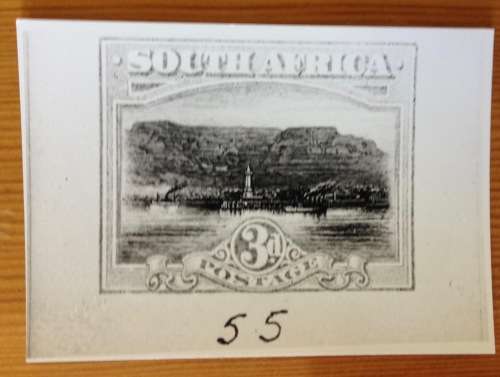 · SOUTH AFRICA ·
3d
POSTAGE
55